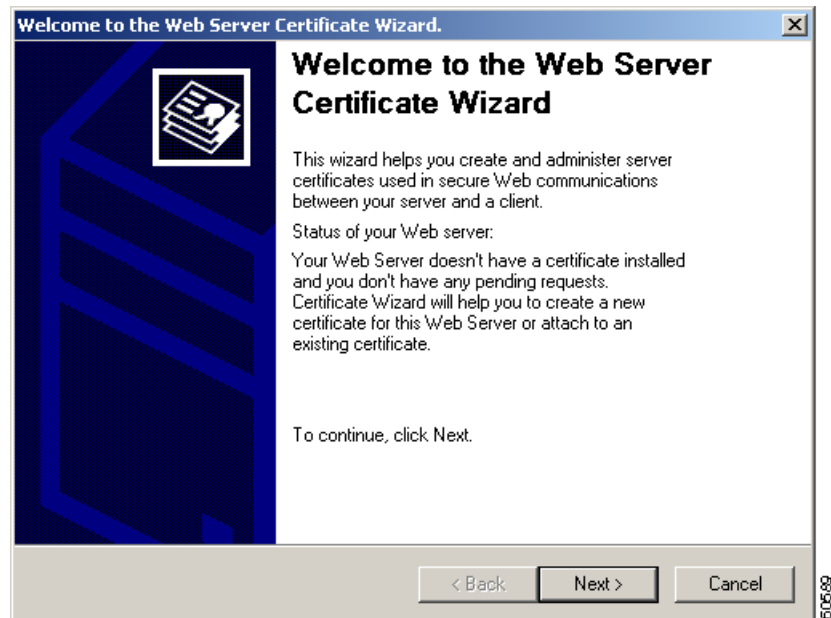 Welcome to the Web Server Certificate Wizard.
Welcome to the Web Server
Certificate Wizard
This wizard helps you create and administer server
certificates used in secure Web communications
between your server and a client.
Status of your Web server:
Your Web Server doesn't have a certificate installed
and you don't have any pending requests.
Certificate Wizard will help you to create a new
certificate for this Web Server or attach to an
existing certificate.
To continue, click Next.
< Back
Next >
Cancel
50589